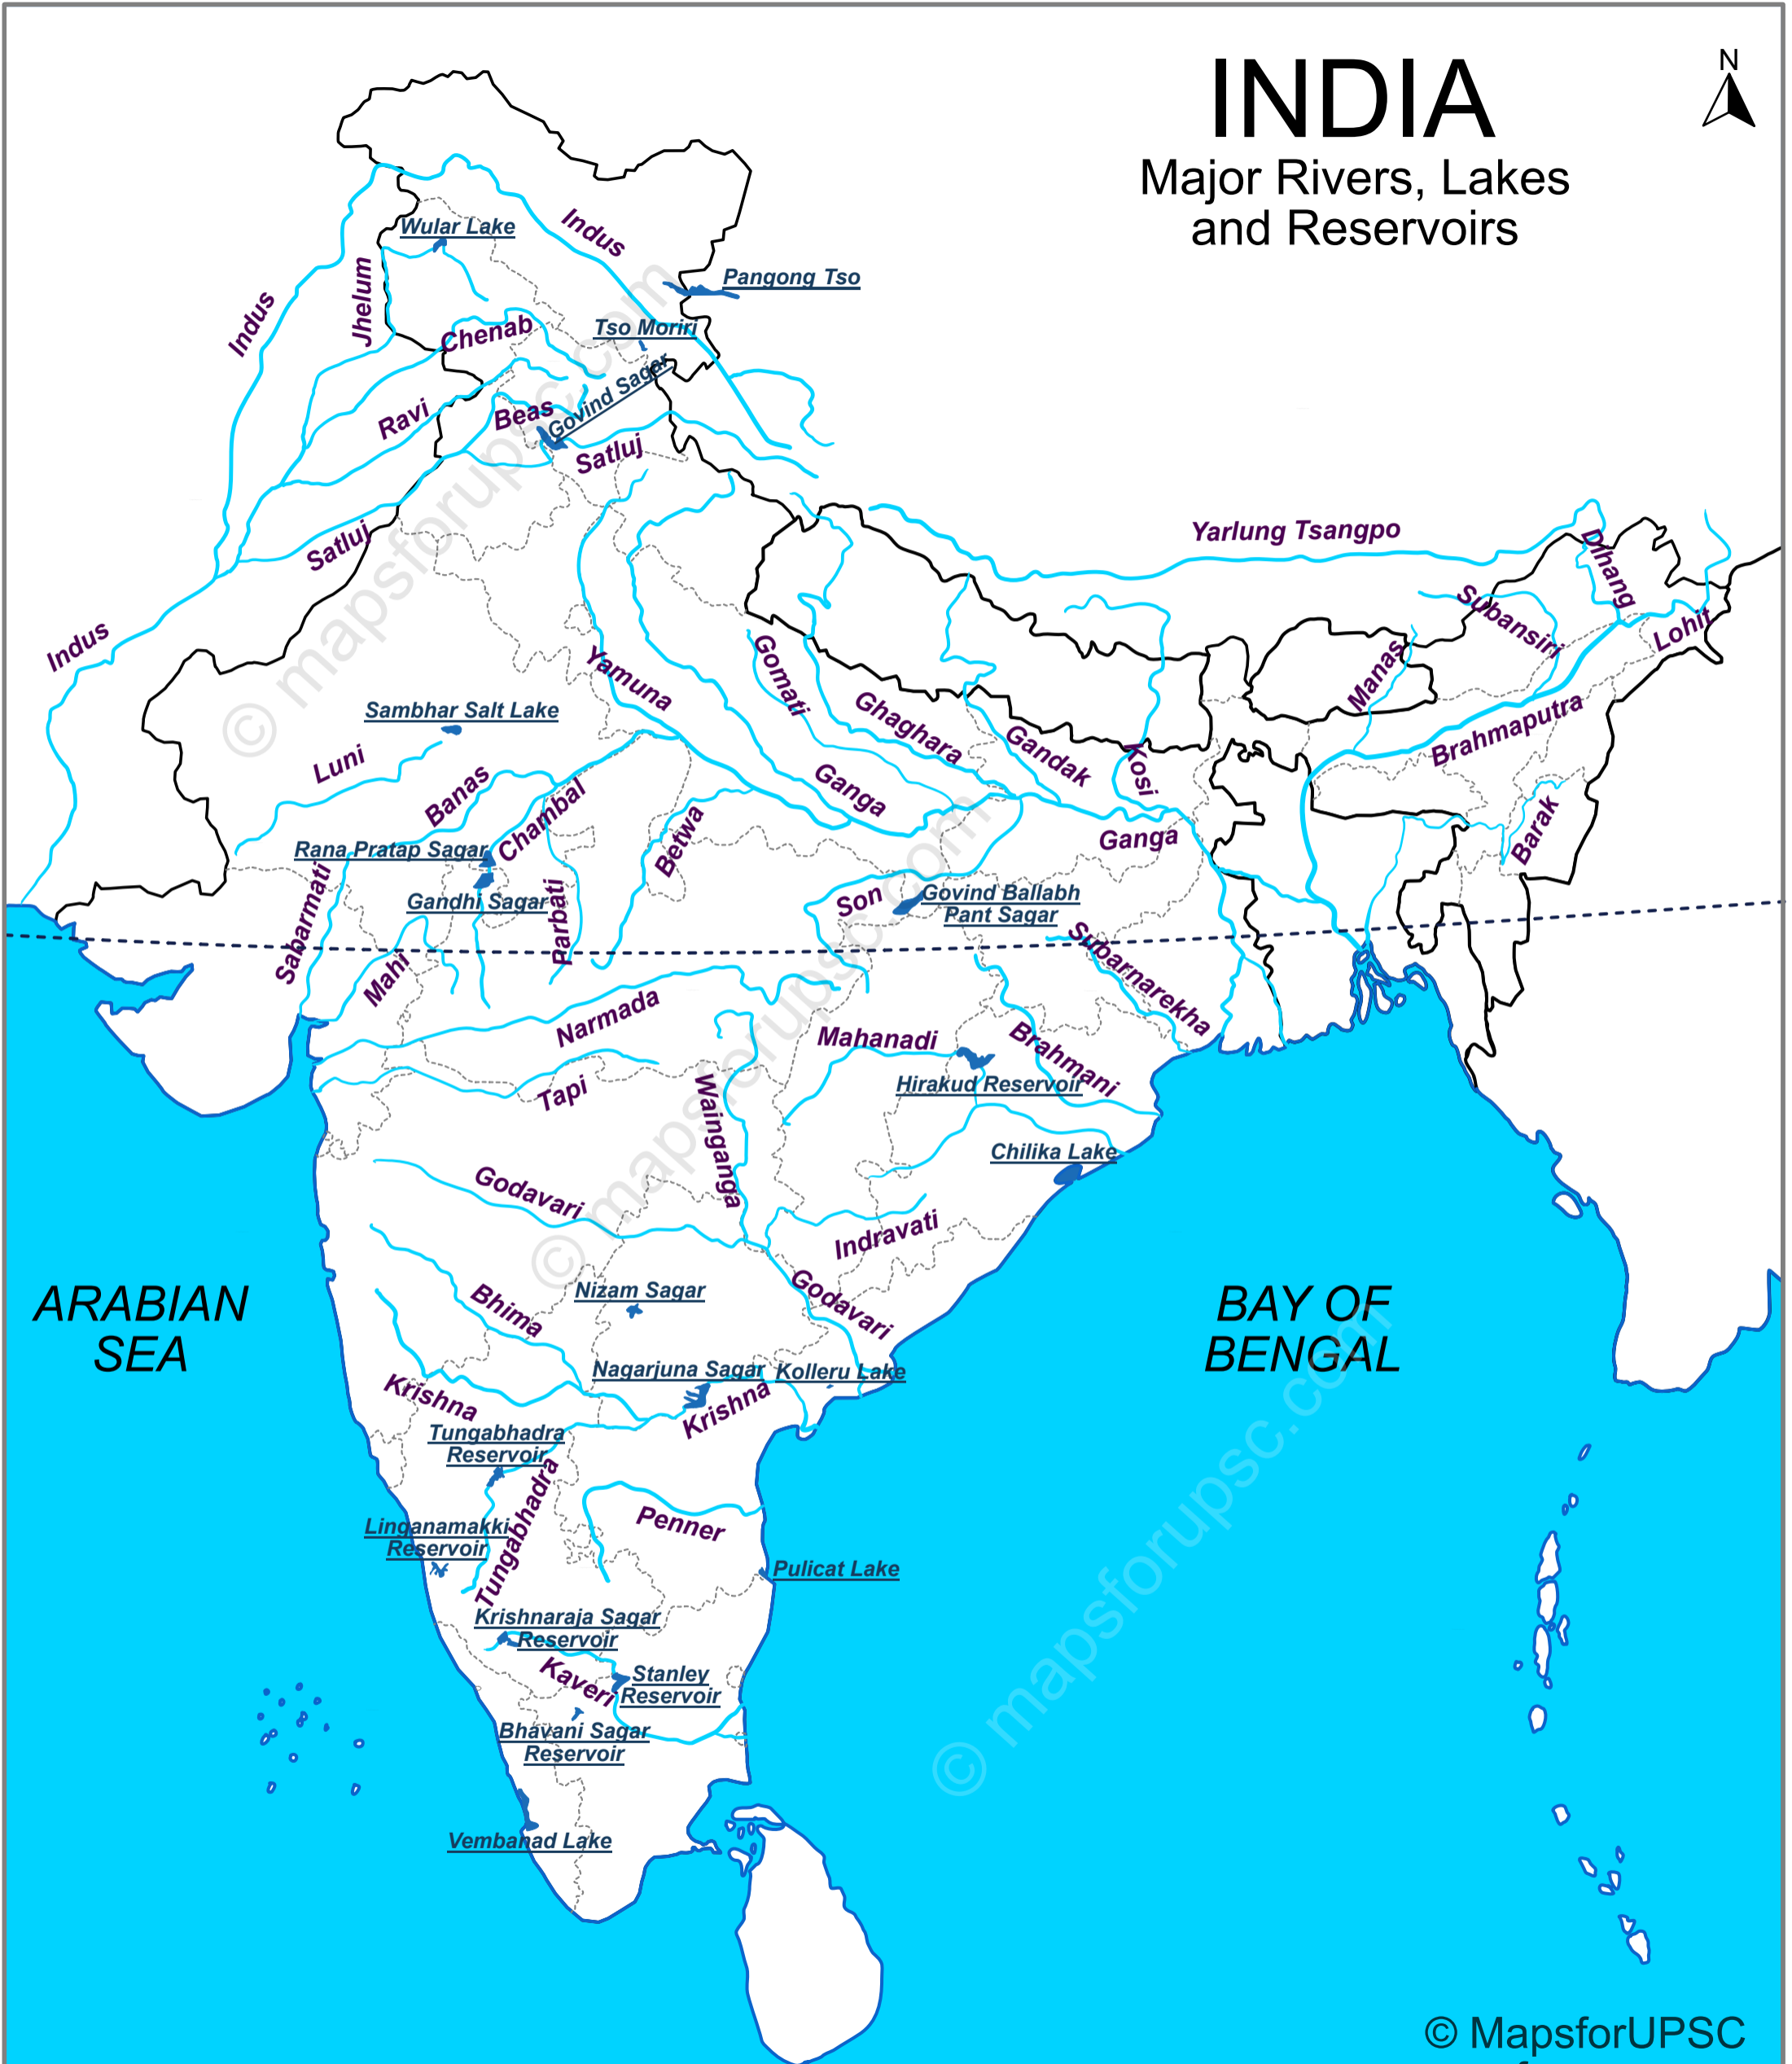 INDIA
Major Rivers, Lakes
and Reservoirs
N
Wular Lake
Indus
Pangong Tso
Jhelum
Indus
Chenab
Tso Moriri
Govind Sagar
Ravi
Beas
Satluj
Satluj
Yarlung Tsangpo
Dihang
Subansiri
Lohit
Indus
Yamuna
Gomati
Manas
Sambhar Salt Lake
Ghaghara
Gandak
Kosi
Brahmaputra
Luni
Banas
Chambal
Ganga
Betwa
Ganga
Barak
Rana Pratap Sagar
Gandhi Sagar
Parbati
Son
Govind Ballabh
Pant Sagar
Sabarmati
Mahi
Subarnarekha
Narmada
Mahanadi
Brahmani
Hirakud Reservoir
Tapi
Wainganga
Chilika Lake
Godavari
Indravati
ARABIAN
SEA
Bhima
Nizam Sagar
Godavari
BAY OF
BENGAL
Nagarjuna Sagar
Kolleru Lake
Krishna
Krishna
Tungabhadra
Reservoir
Tungabhadra
Linganamakki
Reservoir
Penner
Pulicat Lake
Krishnaraja Sagar
Reservoir
Kaveri
Stanley
Reservoir
Bhavani Sagar
Reservoir
Vembanad Lake
© mapsforupsc.com
© mapsforupsc.com
© mapsforupsc.com
© MapsforUPSC